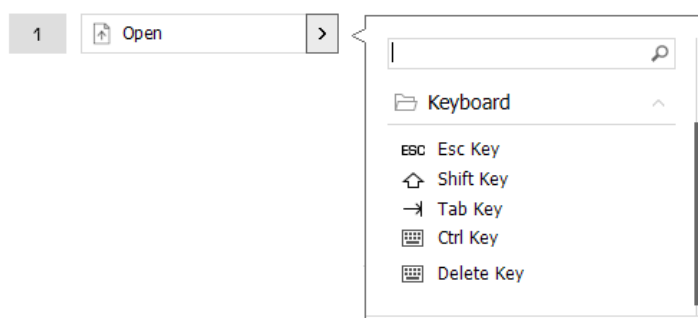 1 Open >
Keyboard
ESC Esc Key
Shift Key
Tab Key
Ctrl Key
Delete Key